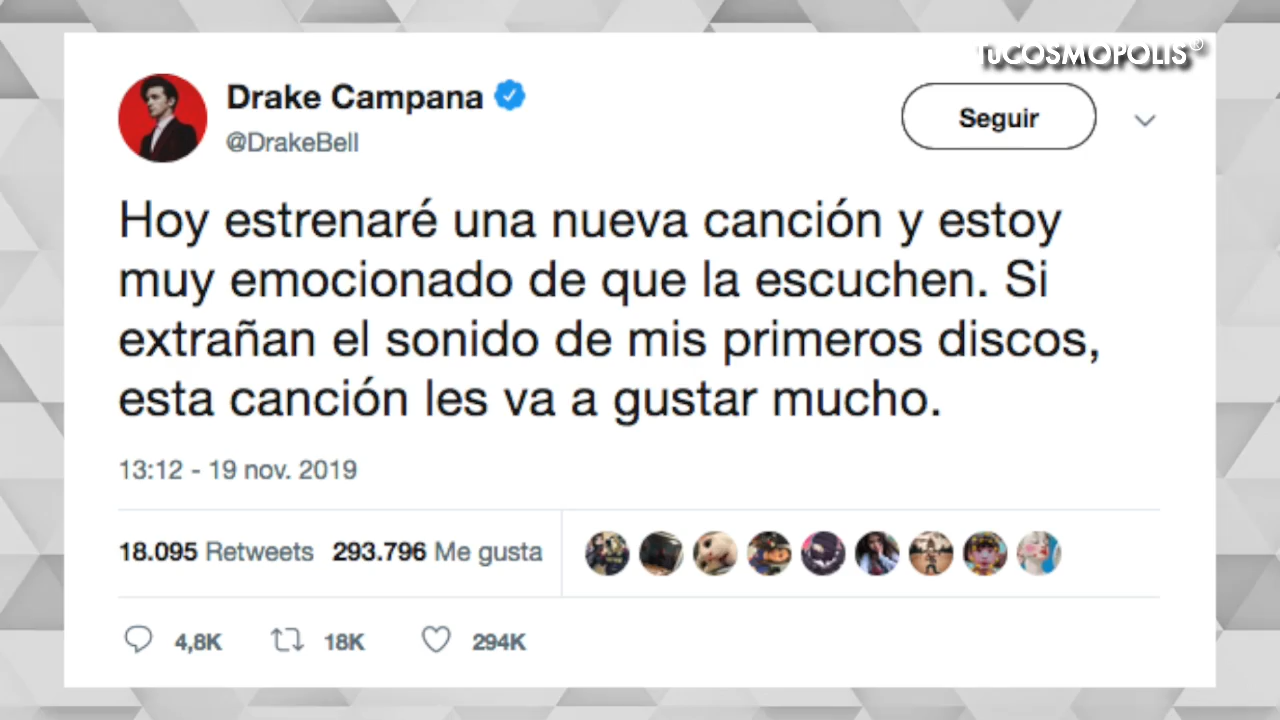 TuCOSMOPOLIS®
Drake Campana
@DrakeBell
Seguir
Hoy estrenaré una nueva canción y estoy
muy emocionado de que la escuchen. Si
extrañan el sonido de mis primeros discos,
esta canción les va a gustar mucho.
13:12 - 19 nov. 2019
18.095 Retweets 293.796 Me gusta
4,8K 18K 294K